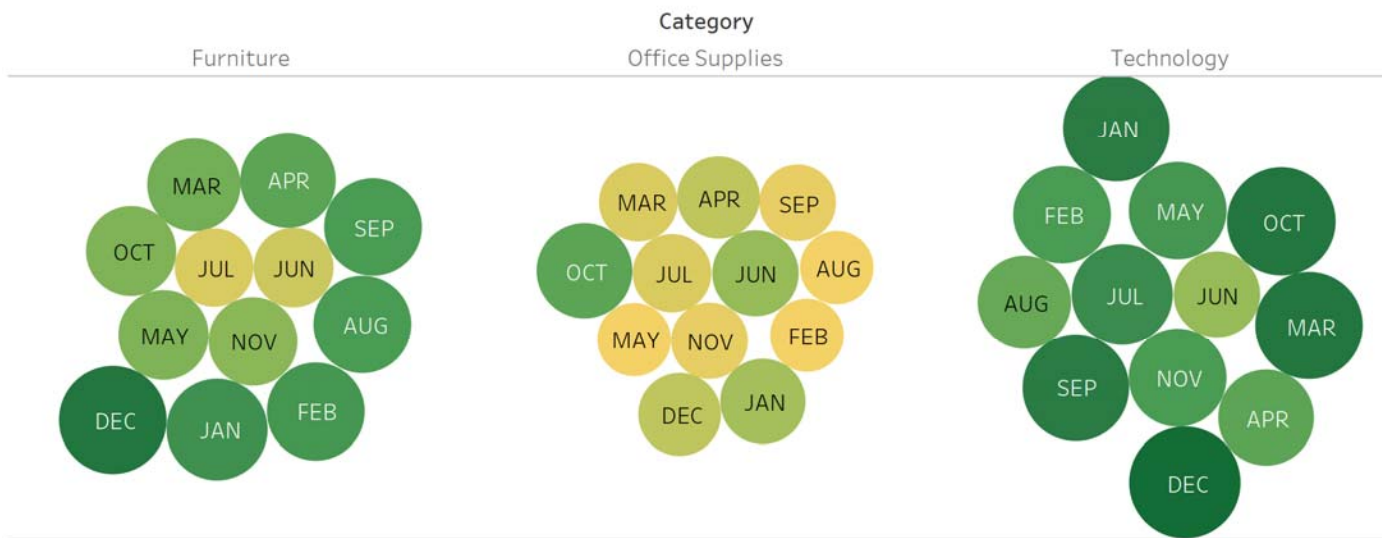 Category
Furniture
Office Supplies
Technology
MAR
APR
SEP
OCT
JUL
JUN
AUG
MAY
NOV
DEC
JAN
FEB
MAR
APR
SEP
OCT
JUL
JUN
AUG
MAY
NOV
FEB
DEC
JAN
JAN
FEB
MAY
OCT
AUG
JUL
JUN
MAR
SEP
NOV
APR
DEC